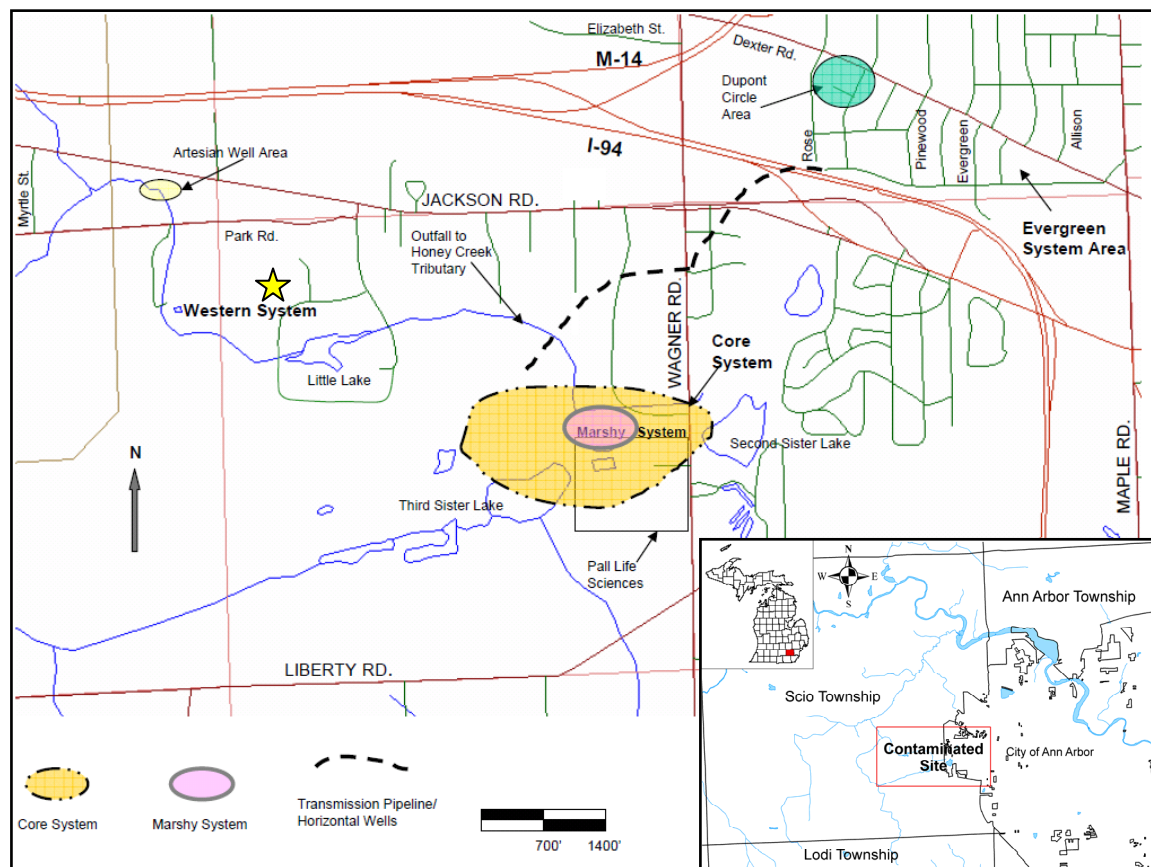 Elizabeth St.
M-14
Dexter Rd.
Dupont
Circle
Area
I-94
Rose
Pinewood
Evergreen
Allison
Artesian Well Area
Myrtle St.
JACKSON RD.
Park Rd.
Outfall to
Honey Creek
Tributary
Evergreen
System Area
Western System
WAGNER RD.
Core
System
Little Lake
Marshy System
Second Sister Lake
MAPLE RD.
N
Third Sister Lake
Pall Life
Sciences
LIBERTY RD.
Core System
Marshy System
Transmission Pipeline/
Horizontal Wells
700' 1400'
N
W E
S
Ann Arbor Township
Scio Township
Contaminated
Site
City of Ann Arbor
Lodi Township